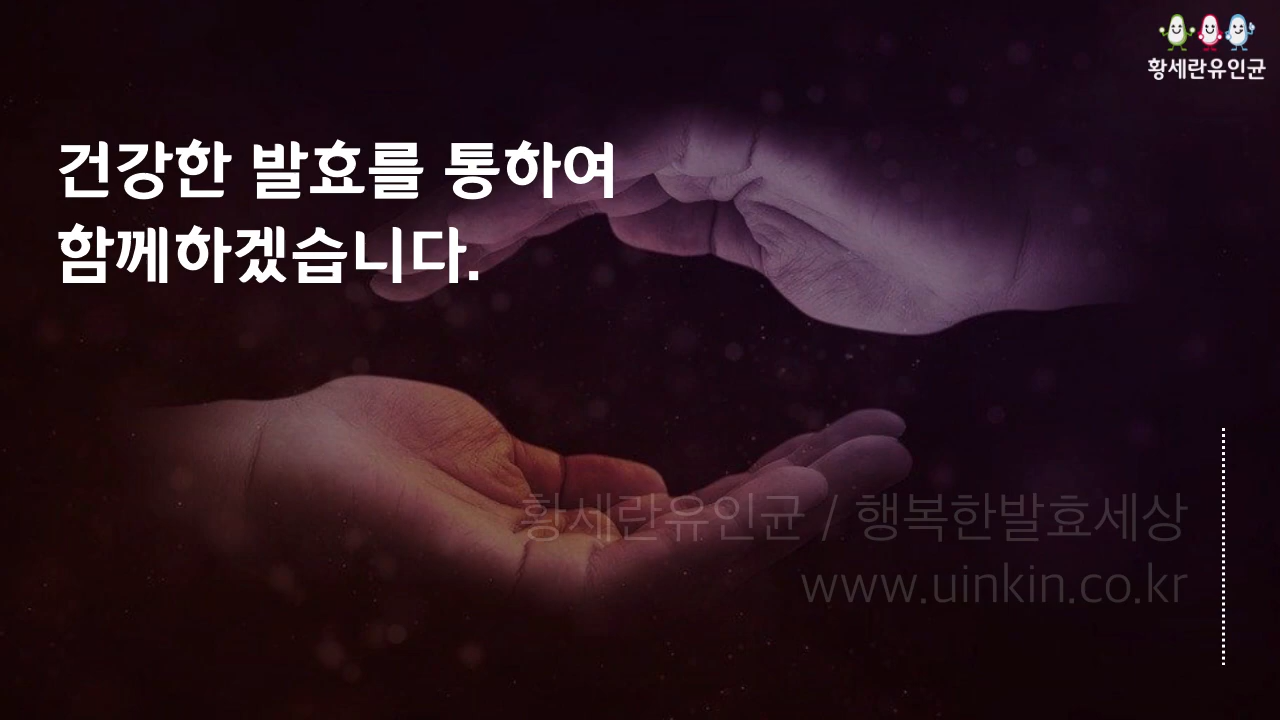 황세란유인균
건강한 발효를 통하여
함께하겠습니다.
황세란유인균 / 행복한발효세상
www.uinkin.co.kr